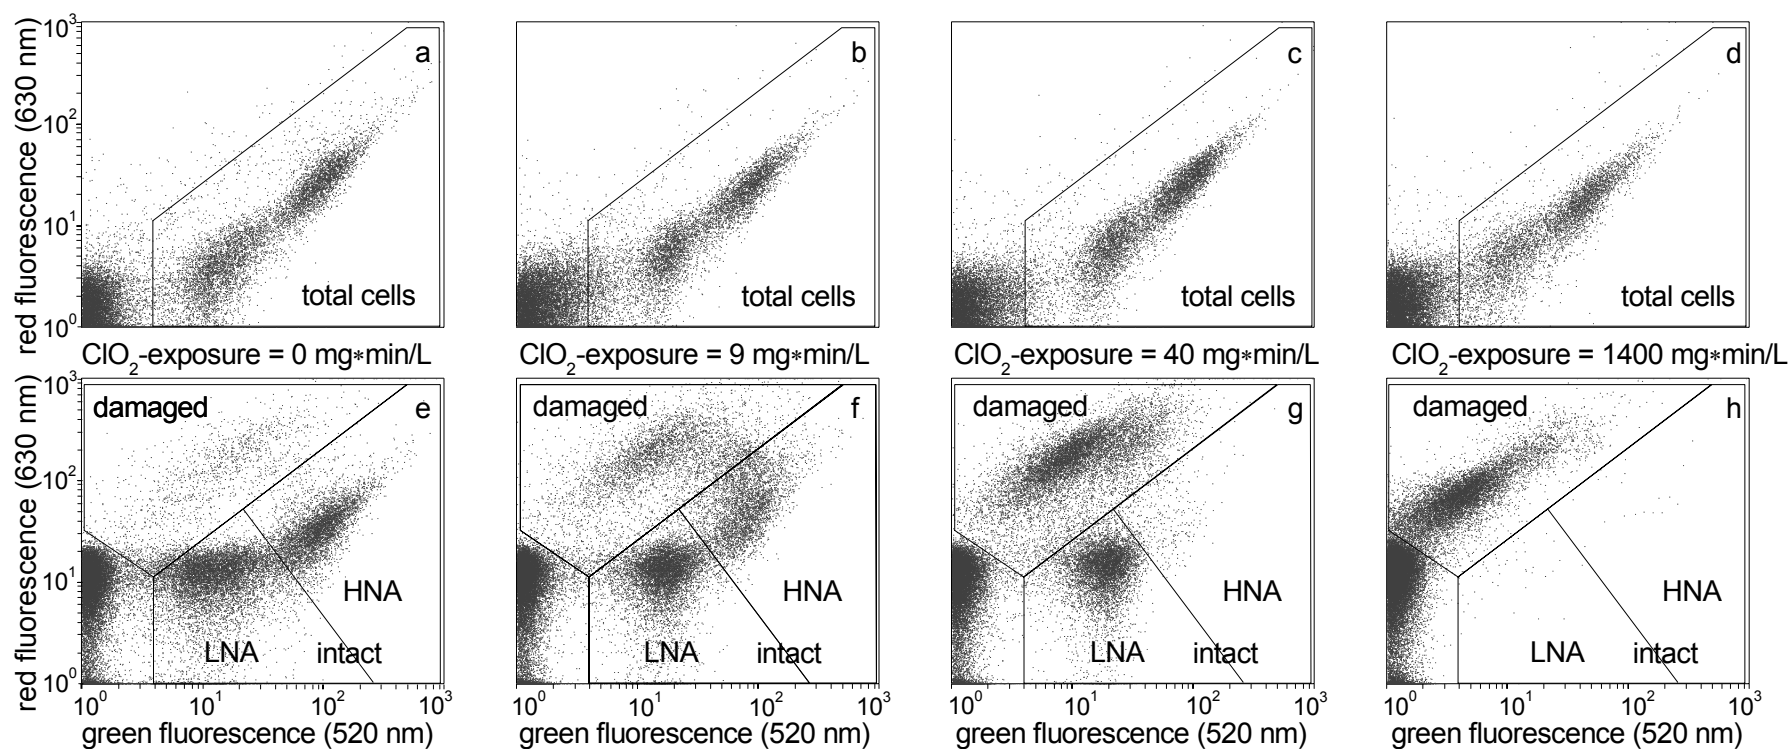 red fluorescence (630 nm)
10³
10²
10¹
10⁰
a
total cells
b
total cells
c
total cells
d
total cells
ClO₂-exposure = 0 mg*min/L
ClO₂-exposure = 9 mg*min/L
ClO₂-exposure = 40 mg*min/L
ClO₂-exposure = 1400 mg*min/L
red fluorescence (630 nm)
10³
10²
10¹
10⁰
damaged
e
HNA
LNA
intact
damaged
f
HNA
LNA
intact
damaged
g
HNA
LNA
intact
damaged
h
HNA
LNA
intact
10⁰ 10¹ 10² 10³
10⁰ 10¹ 10² 10³
10⁰ 10¹ 10² 10³
10⁰ 10¹ 10² 10³
green fluorescence (520 nm)
green fluorescence (520 nm)
green fluorescence (520 nm)
green fluorescence (520 nm)